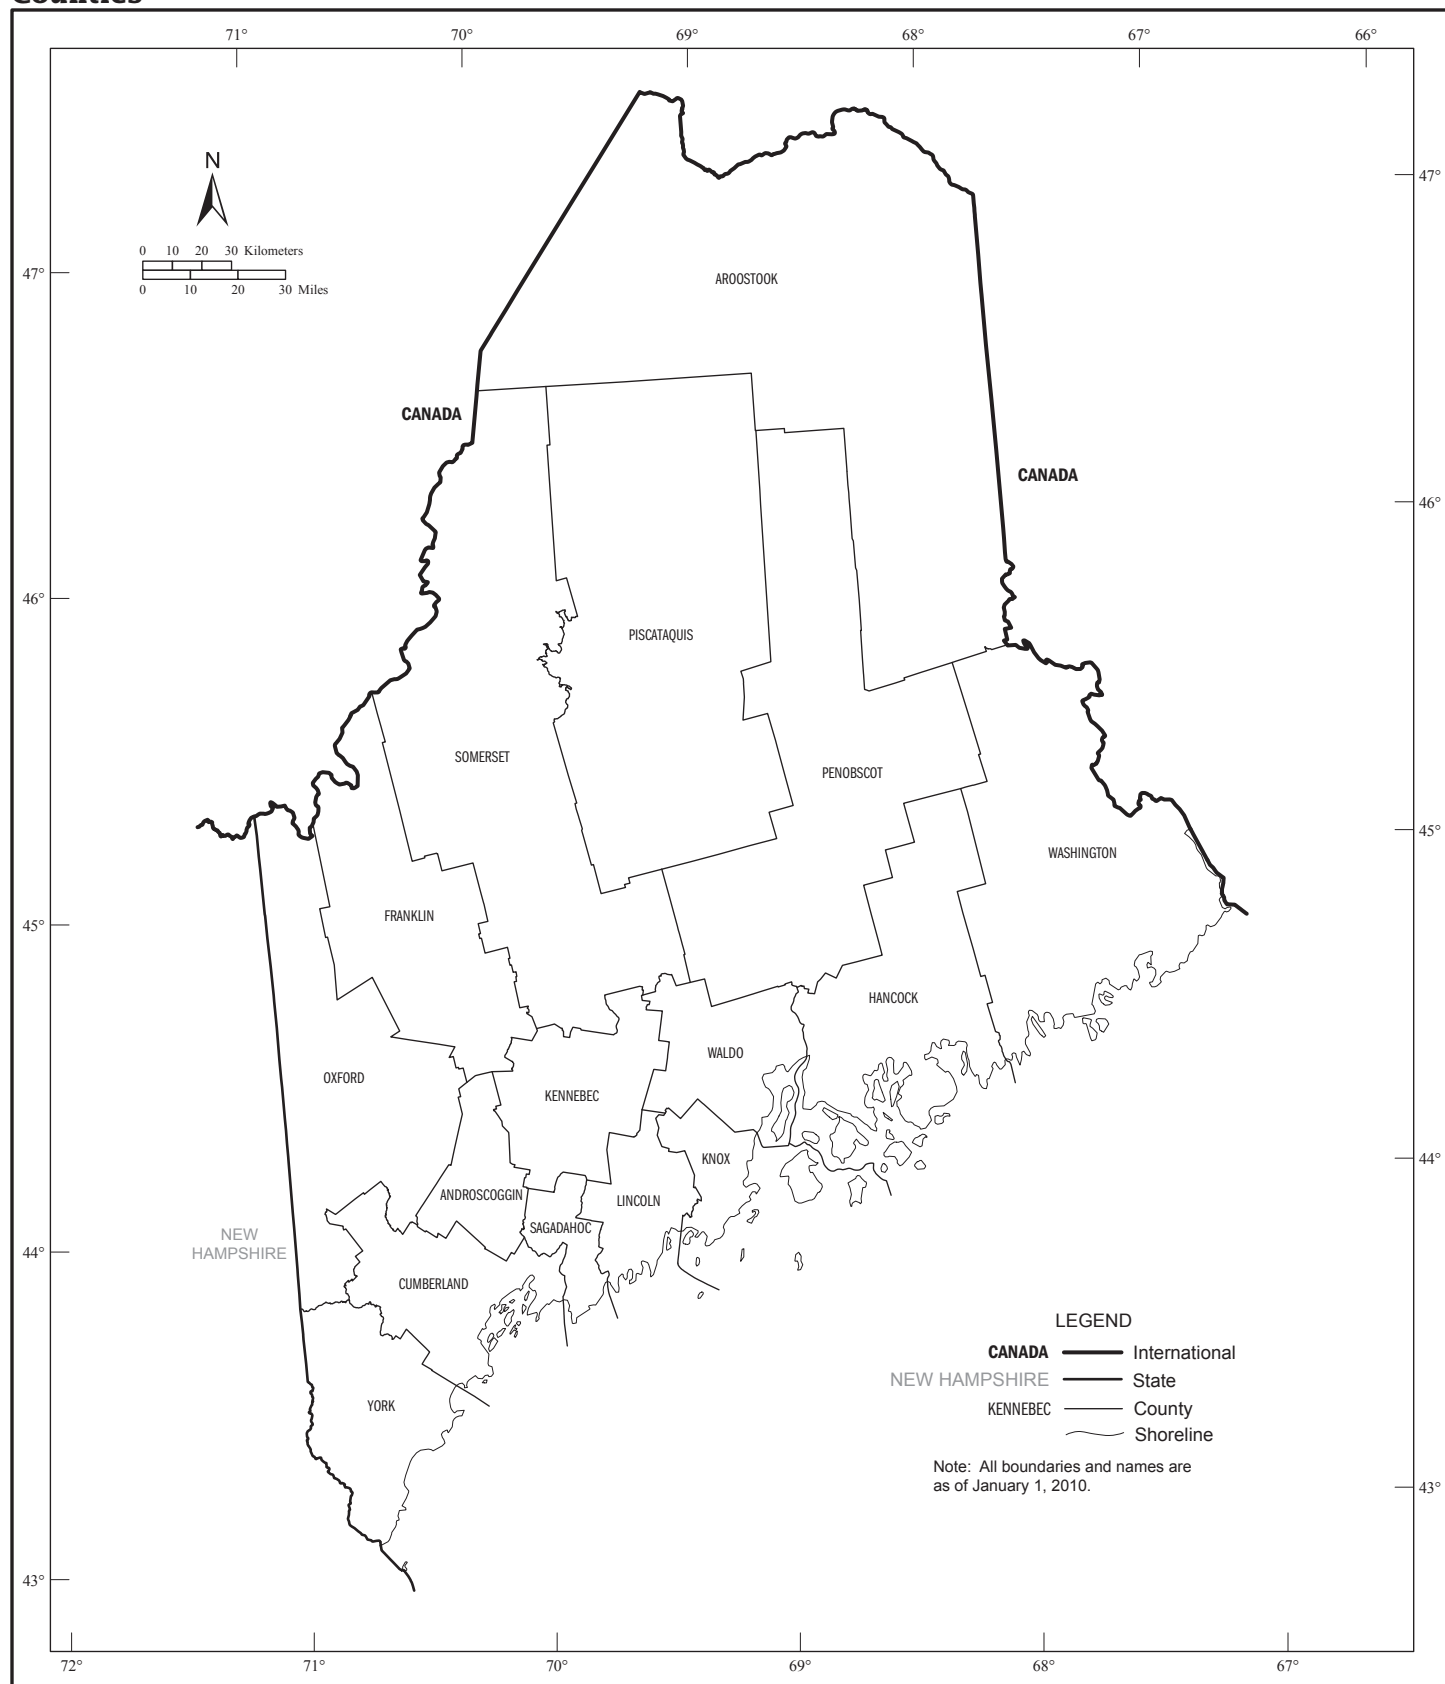 Counties
71° 70° 69° 68° 67° 66°
N
47°
0 10 20 30 Kilometers
0 10 20 30 Miles
47°
AROOSTOOK
CANADA
CANADA
46°
46°
PISCATAQUIS
SOMERSET
PENOBSCOT
45°
WASHINGTON
FRANKLIN
45°
HANCOCK
WALDO
OXFORD
KENNEBEC
KNOX
44°
ANDROSCOGGIN
LINCOLN
SAGADAHOC
NEW
HAMPSHIRE
44°
CUMBERLAND
LEGEND
CANADA International
NEW HAMPSHIRE State
KENNEBEC County
Shoreline
YORK
Note: All boundaries and names are
as of January 1, 2010.
43°
43°
72° 71° 70° 69° 68° 67°